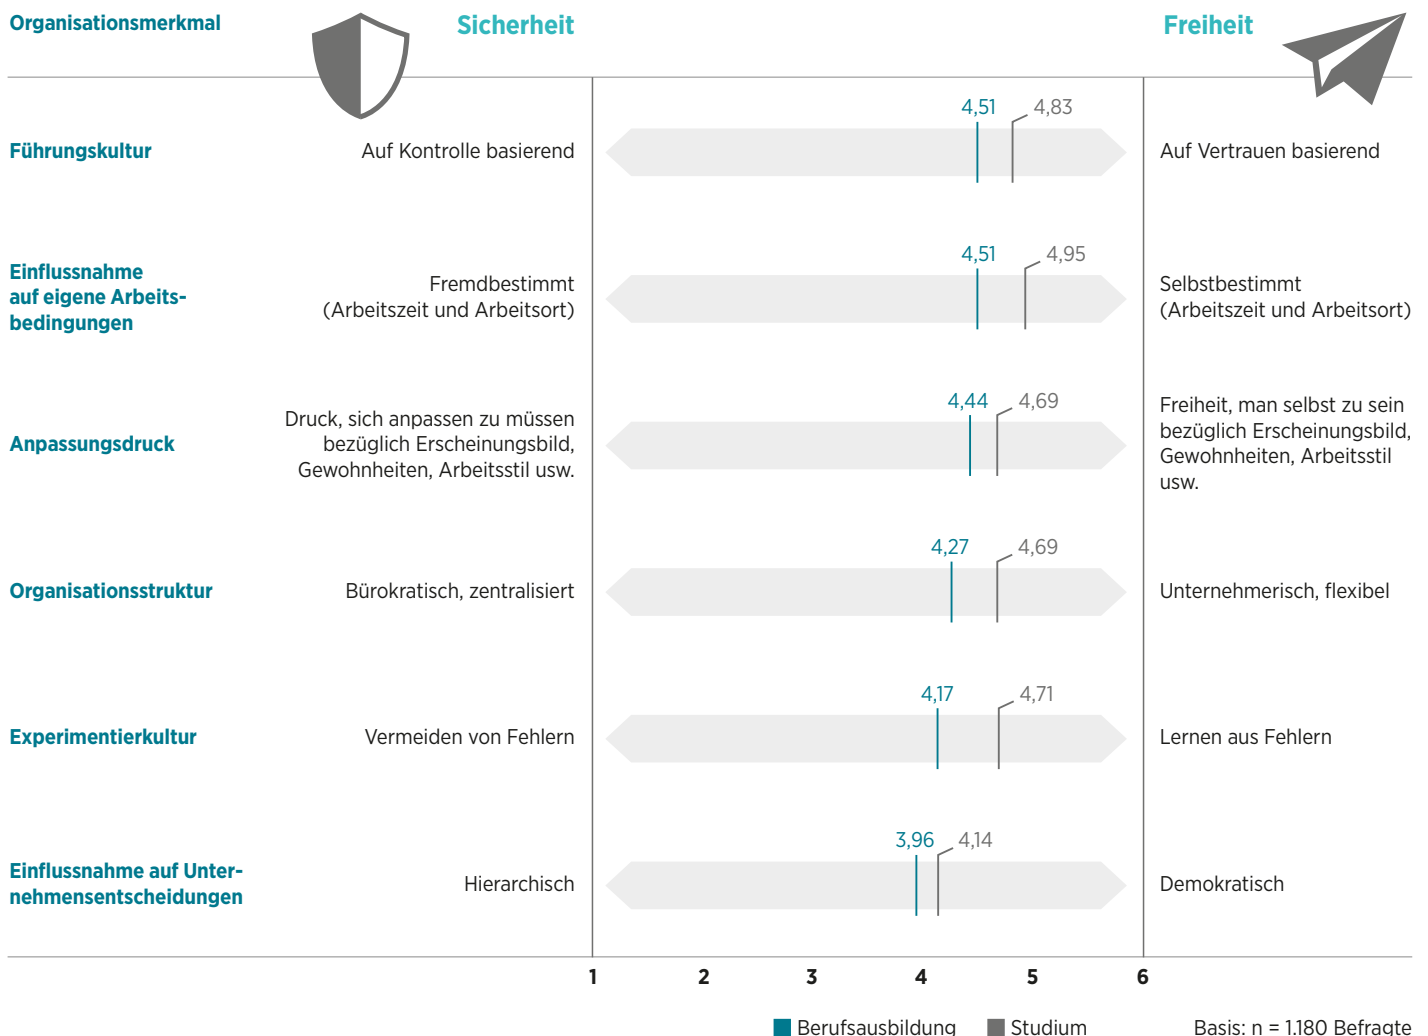 Organisationsmerkmal
Sicherheit
Freiheit
Führungskultur
Auf Kontrolle basierend
4,51
4,83
Auf Vertrauen basierend
Einflussnahme
auf eigene Arbeits-
bedingungen
Fremdbestimmt
(Arbeitszeit und Arbeitsort)
4,51
4,95
Selbstbestimmt
(Arbeitszeit und Arbeitsort)
Anpassungsdruck
Druck, sich anpassen zu müssen
bezüglich Erscheinungsbild,
Gewohnheiten, Arbeitsstil usw.
4,44
4,69
Freiheit, man selbst zu sein
bezüglich Erscheinungsbild,
Gewohnheiten, Arbeitsstil
usw.
Organisationsstruktur
Bürokratisch, zentralisiert
4,27
4,69
Unternehmerisch, flexibel
Experimentierkultur
Vermeiden von Fehlern
4,17
4,71
Lernen aus Fehlern
Einflussnahme auf Unter-
nehmensentscheidungen
Hierarchisch
3,96
4,14
Demokratisch
1 2 3 4 5 6
Berufsausbildung Studium Basis: n = 1.180 Befragte